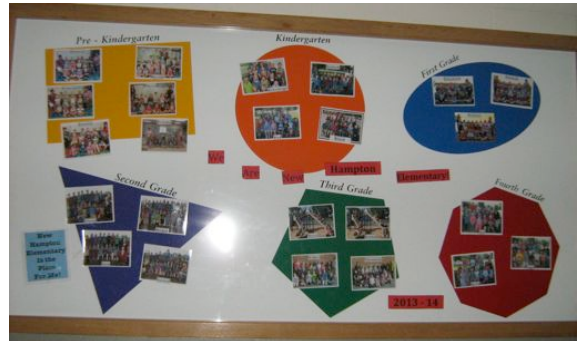 Pre - Kindergarten
Kindergarten
First Grade
We
Are
New
Hampton
Elementary!
Second Grade
Third Grade
Fourth Grade
New
Hampton
Elementary
Is the
Place
For Me!
2013 - 14